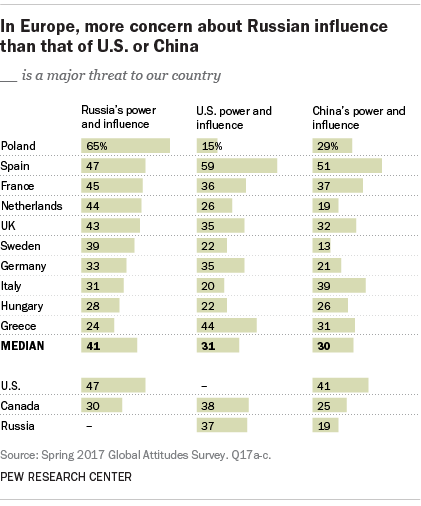 In Europe, more concern about Russian influence
than that of U.S. or China
__ is a major threat to our country
Russia's power and influence U.S. power and influence China's power and influence
Poland 65% 15% 29%
Spain 47 59 51
France 45 36 37
Netherlands 44 26 19
UK 43 35 32
Sweden 39 22 13
Germany 33 35 21
Italy 31 20 39
Hungary 28 22 26
Greece 24 44 31
MEDIAN 41 31 30
U.S. 47 – 41
Canada 30 38 25
Russia – 37 19
Source: Spring 2017 Global Attitudes Survey. Q17a-c.
PEW RESEARCH CENTER